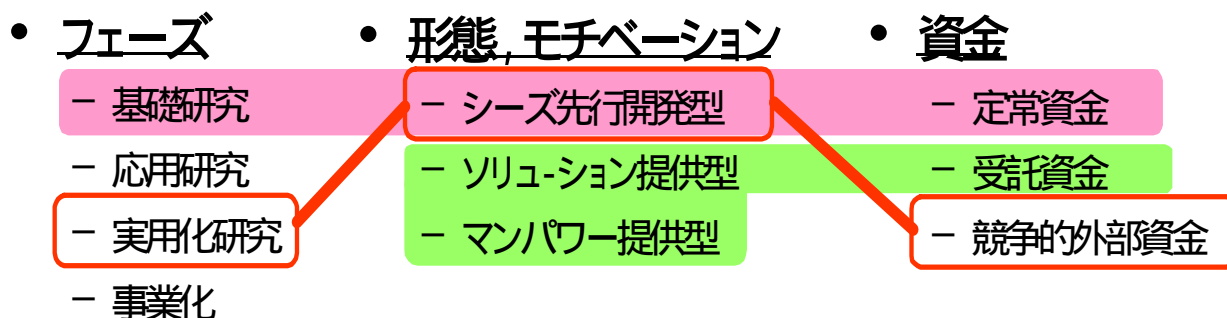 • フェーズ
– 基礎研究
– 応用研究
– 実用化研究
– 事業化
• 形態,モチベーション
– シーズ先行開発型
– ソリュ-ション提供型
– マンパワー提供型
• 資金
– 定常資金
– 受託資金
– 競争的外部資金